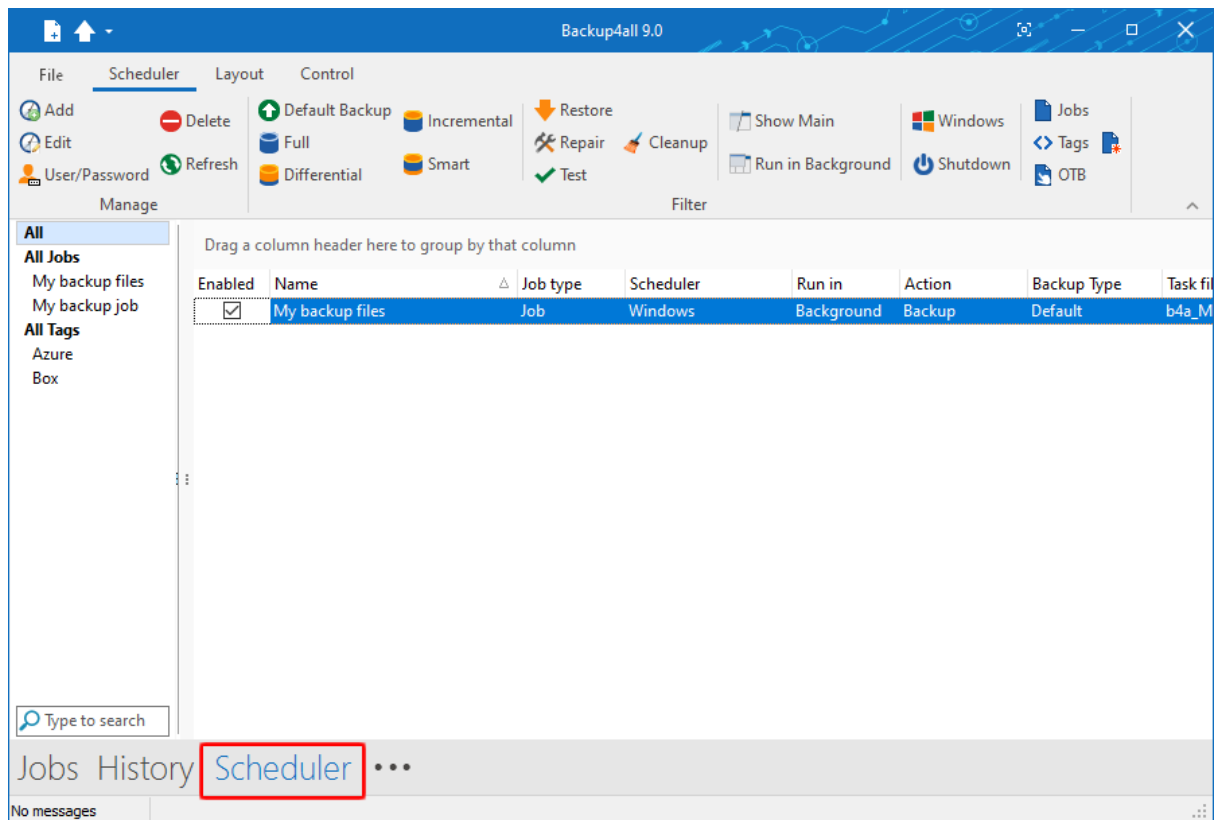 Backup4all 9.0
File Scheduler Layout Control
Add
Edit
User/Password
Delete
Refresh
Manage
Default Backup
Full
Differential
Incremental
Smart
Restore
Repair
Test
Cleanup
Show Main
Run in Background
Windows
Shutdown
Jobs
Tags
OTB
Filter
All
All Jobs
My backup files
My backup job
All Tags
Azure
Box
Type to search
Drag a column header here to group by that column
Enabled Name Job type Scheduler Run in Action Backup Type Task fil
My backup files Job Windows Background Backup Default b4a_M
Jobs History Scheduler •••
No messages